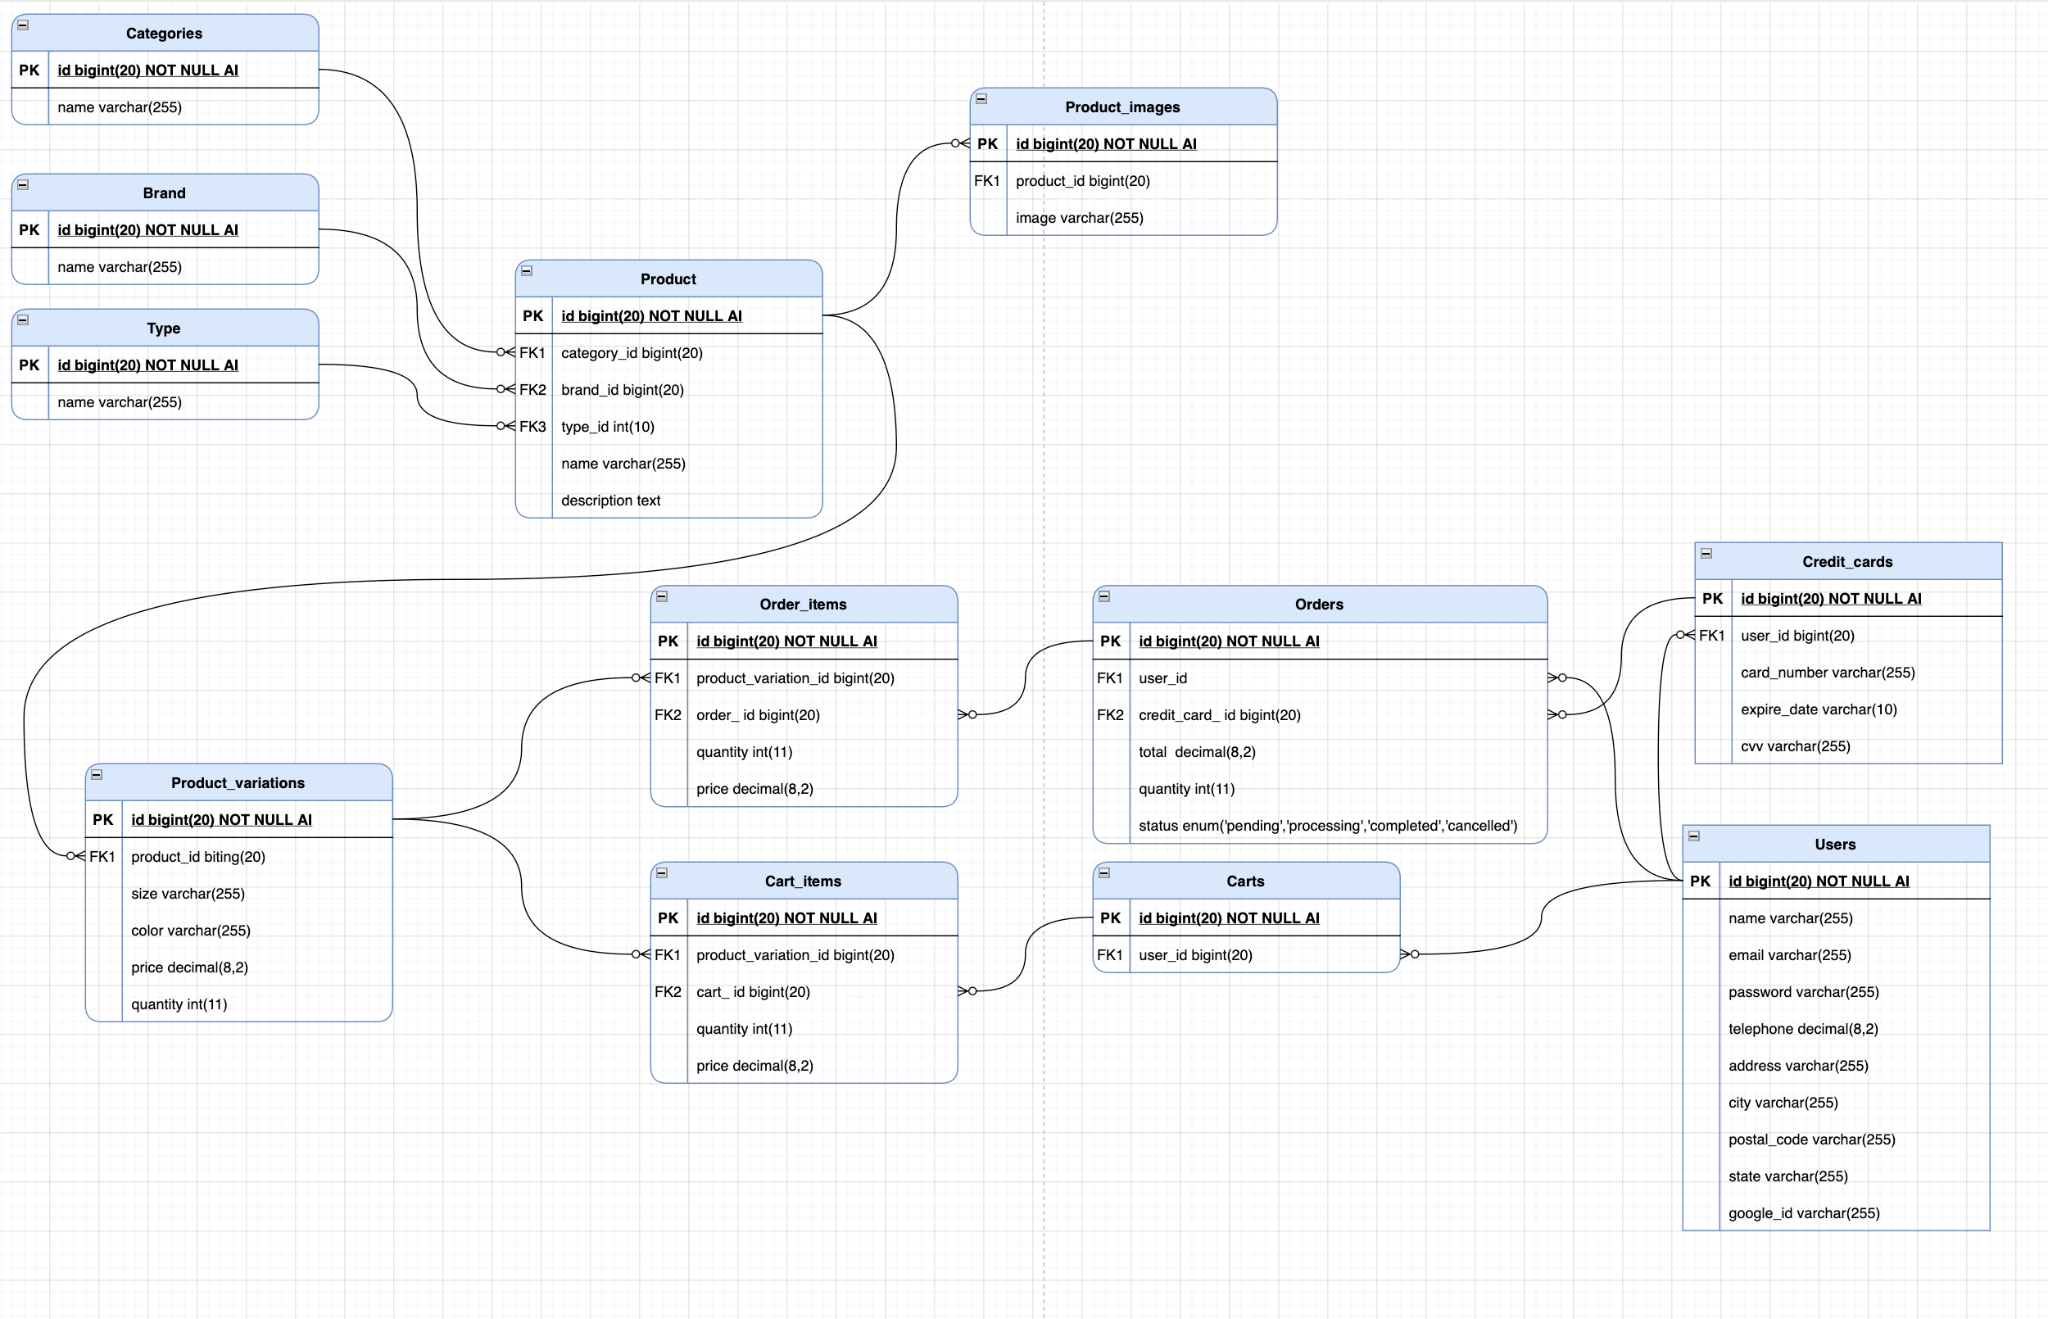 Categories
PK id bigint(20) NOT NULL AI
name varchar(255)
Brand
PK id bigint(20) NOT NULL AI
name varchar(255)
Type
PK id bigint(20) NOT NULL AI
name varchar(255)
Product
PK id bigint(20) NOT NULL AI
FK1 category_id bigint(20)
FK2 brand_id bigint(20)
FK3 type_id int(10)
name varchar(255)
description text
Product_images
PK id bigint(20) NOT NULL AI
FK1 product_id bigint(20)
image varchar(255)
Product_variations
PK id bigint(20) NOT NULL AI
FK1 product_id biting(20)
size varchar(255)
color varchar(255)
price decimal(8,2)
quantity int(11)
Order_items
PK id bigint(20) NOT NULL AI
FK1 product_variation_id bigint(20)
FK2 order_ id bigint(20)
quantity int(11)
price decimal(8,2)
Cart_items
PK id bigint(20) NOT NULL AI
FK1 product_variation_id bigint(20)
FK2 cart_ id bigint(20)
quantity int(11)
price decimal(8,2)
Orders
PK id bigint(20) NOT NULL AI
FK1 user_id
FK2 credit_card_ id bigint(20)
total decimal(8,2)
quantity int(11)
status enum('pending','processing','completed','cancelled')
Carts
PK id bigint(20) NOT NULL AI
FK1 user_id bigint(20)
Credit_cards
PK id bigint(20) NOT NULL AI
FK1 user_id bigint(20)
card_number varchar(255)
expire_date varchar(10)
cvv varchar(255)
Users
PK id bigint(20) NOT NULL AI
name varchar(255)
email varchar(255)
password varchar(255)
telephone decimal(8,2)
address varchar(255)
city varchar(255)
postal_code varchar(255)
state varchar(255)
google_id varchar(255)